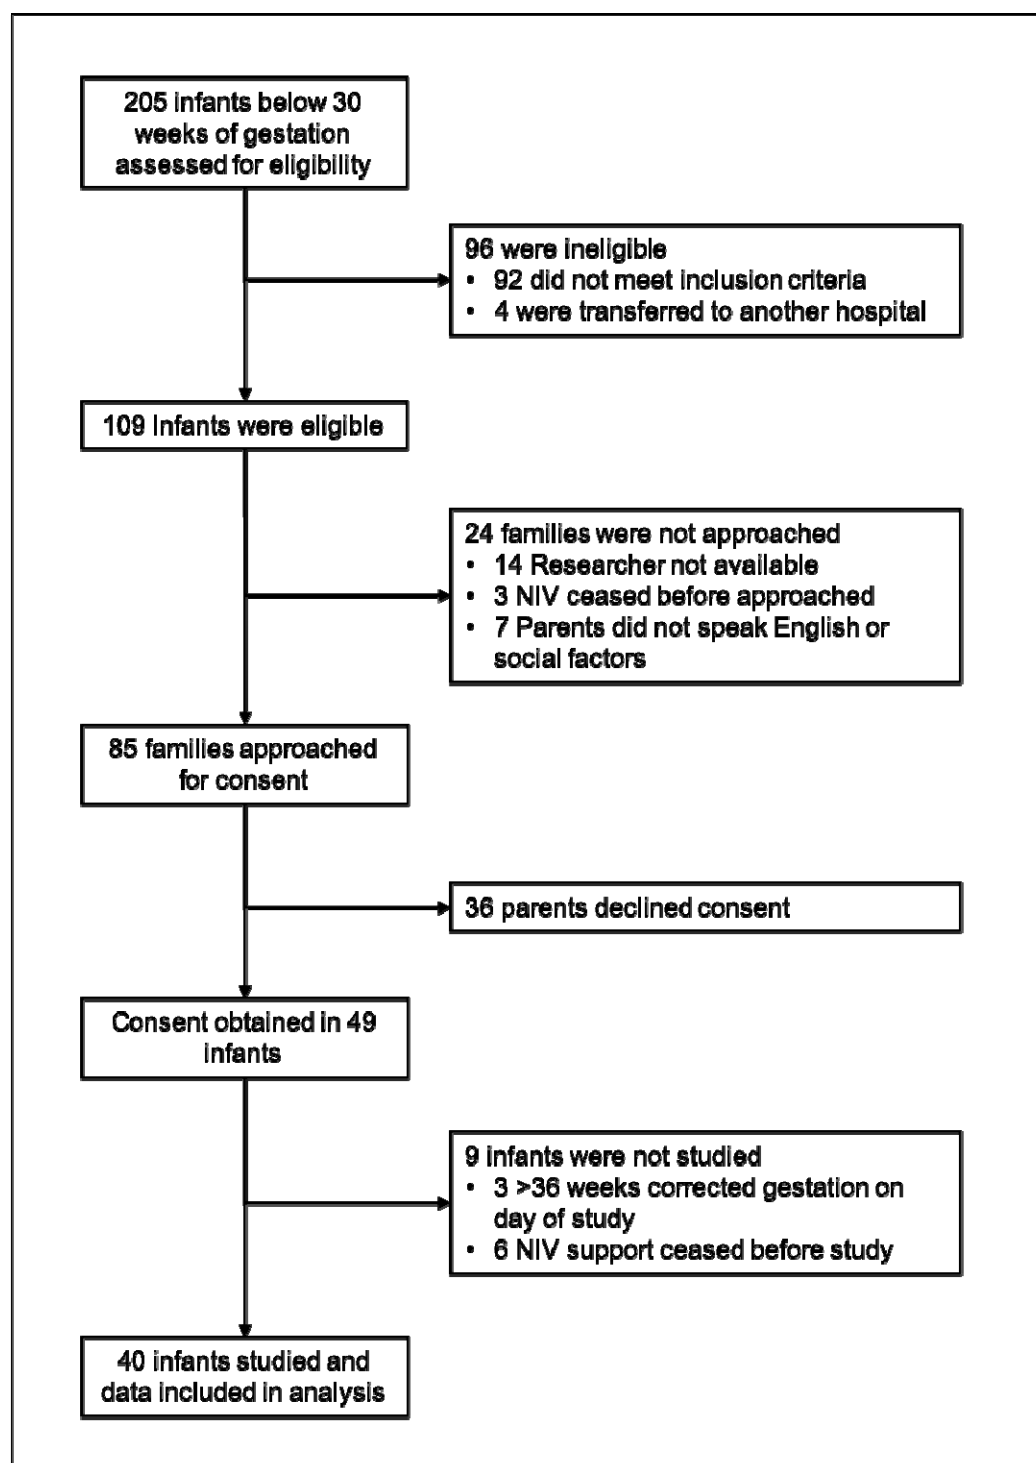 205 infants below 30
weeks of gestation
assessed for eligibility
96 were ineligible
• 92 did not meet inclusion criteria
• 4 were transferred to another hospital
109 Infants were eligible
24 families were not approached
• 14 Researcher not available
• 3 NIV ceased before approached
• 7 Parents did not speak English or
social factors
85 families approached
for consent
36 parents declined consent
Consent obtained in 49
infants
9 infants were not studied
• 3 >36 weeks corrected gestation on
day of study
• 6 NIV support ceased before study
40 infants studied and
data included in analysis